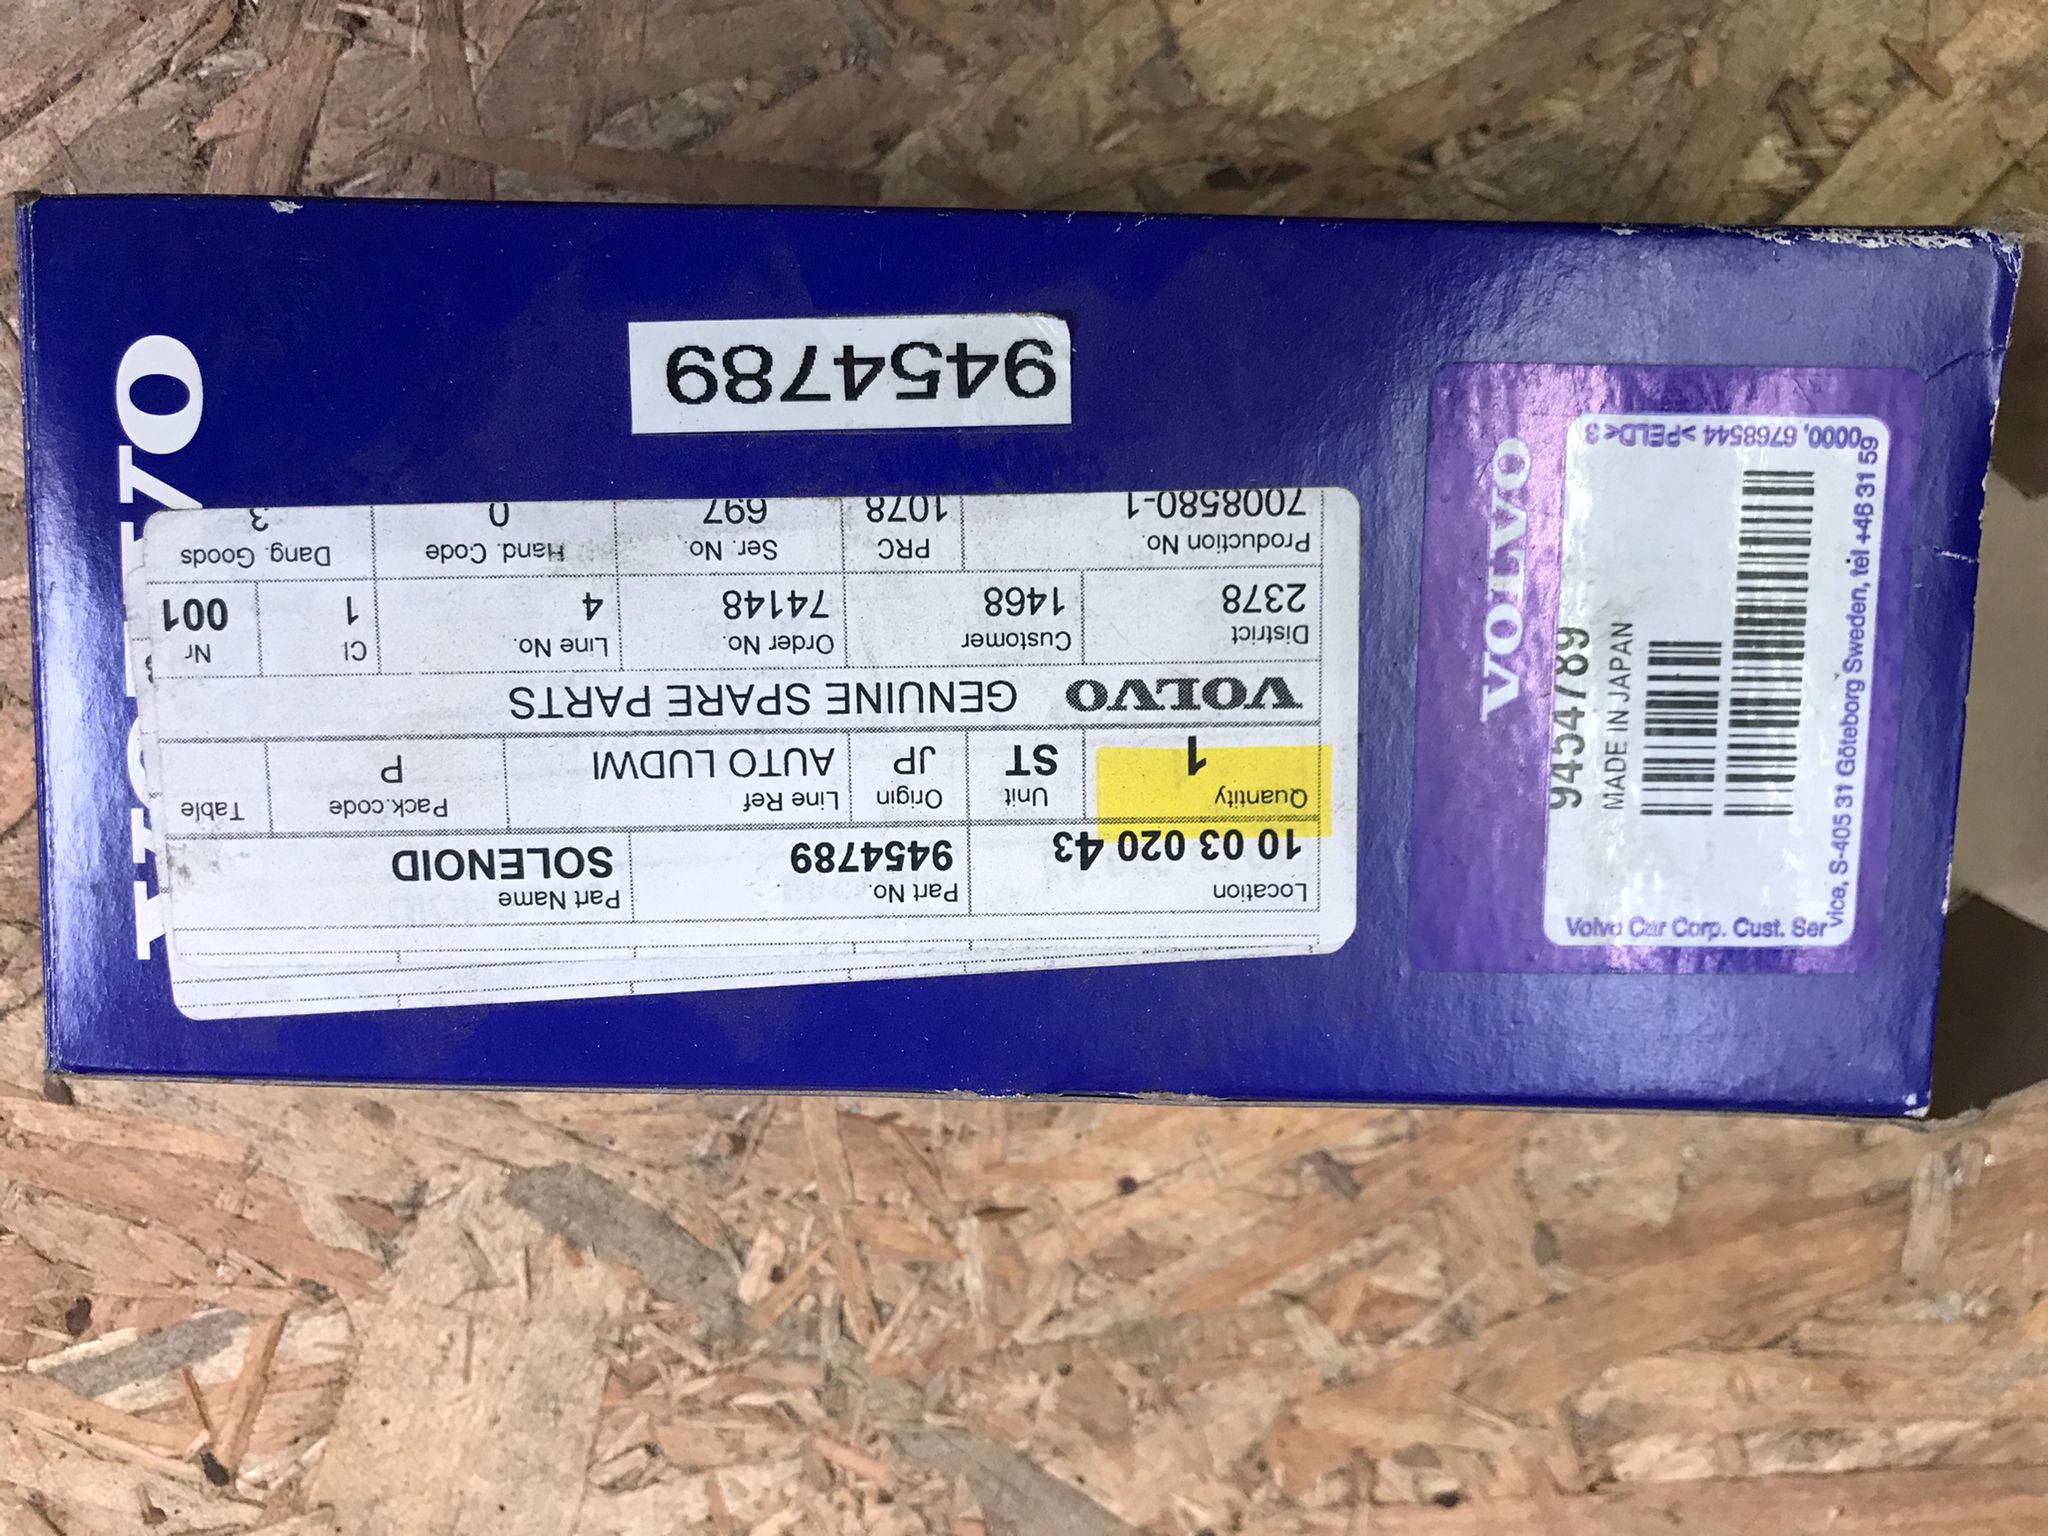 VOLVO
Location
Part No.
Part Name
10 03 020 43
9454789
SOLENOID
Quantity
Unit
Origin
Line Ref
Pack.code
Table
1
ST
JP
AUTO LUDWI
P
VOLVO GENUINE SPARE PARTS
District
Customer
Order No.
Line No.
Cl
Nr
2378
1468
74148
4
1
001
Production No.
PRC
Ser. No.
Hand. Code
Dang. Goods
7008580-1
1078
697
0
3
9454789
VOLVO
9454789
MADE IN JAPAN
Volvo Car Corp. Cust. Service, S-405 31 Göteborg Sweden, tel +46 31 59
0000, 6768544 >PELD< 3